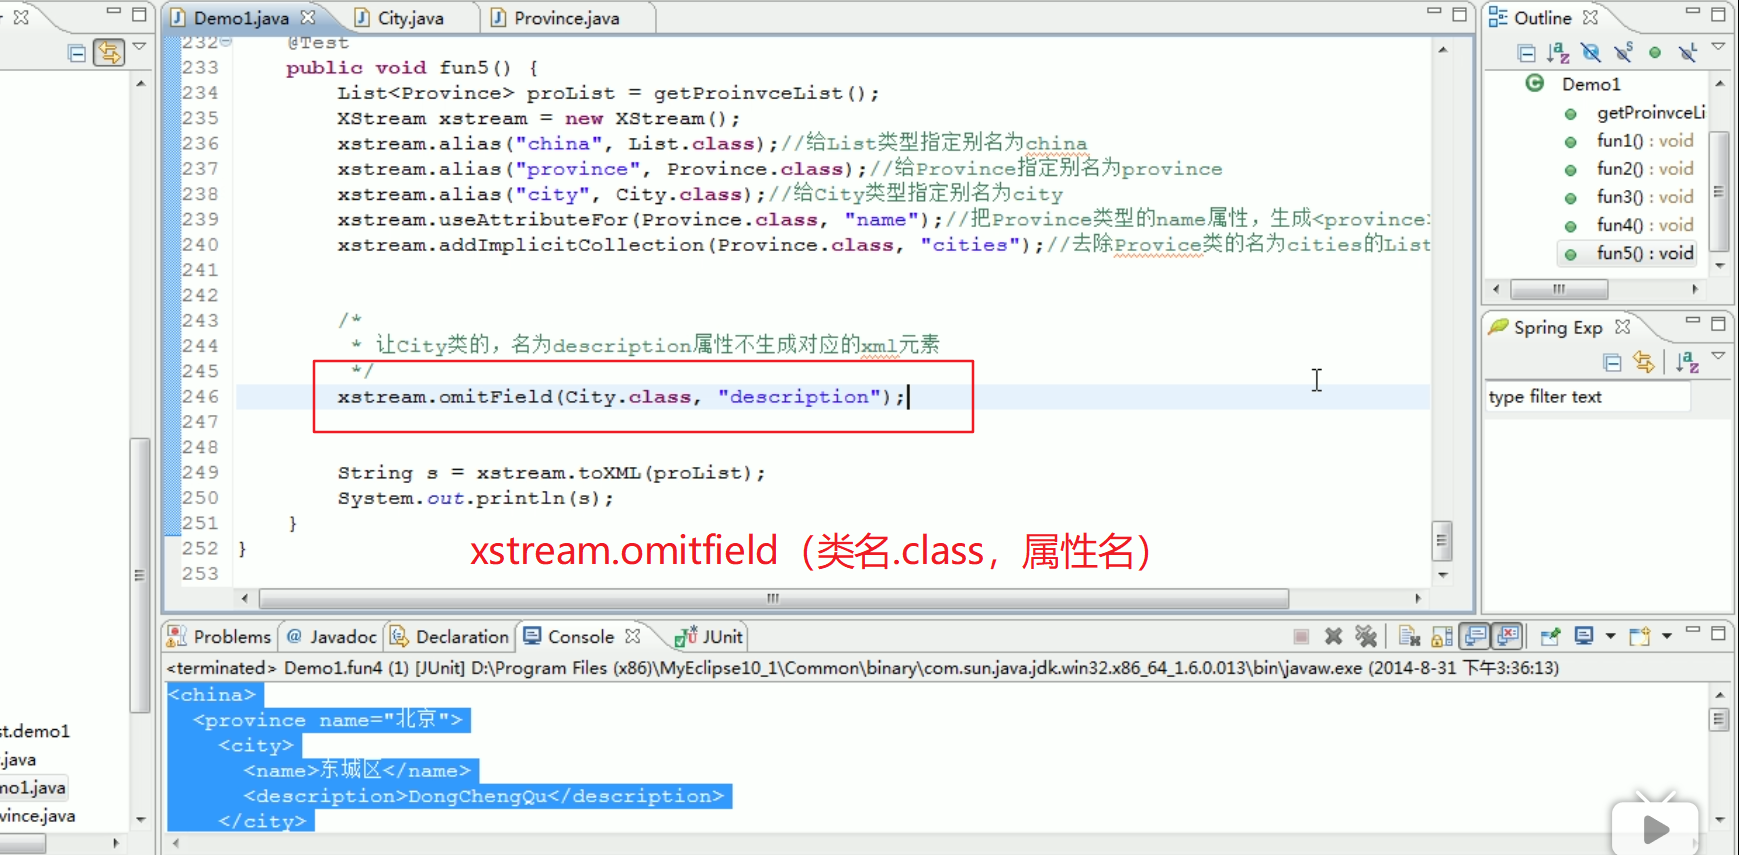 Demo1.java
City.java
Province.java
232 @Test
233 public void fun5() {
234 List<Province> proList = getProinvceList();
235 XStream xstream = new XStream();
236 xstream.alias("china", List.class);//给List类型指定别名为china
237 xstream.alias("province", Province.class);//给Province指定别名为province
238 xstream.alias("city", City.class);//给City类型指定别名为city
239 xstream.useAttributeFor(Province.class, "name");//把Province类型的name属性，生成<province>
240 xstream.addImplicitCollection(Province.class, "cities");//去除Provice类的名为cities的List
241
242
243 /*
244 * 让City类的，名为description属性不生成对应的xml元素
245 */
246 xstream.omitField(City.class, "description");
247
248
249 String s = xstream.toXML(proList);
250 System.out.println(s);
251 }
252 }
253
xstream.omitfield（类名.class，属性名）
Outline
Demo1
getProinvceLi
fun1() : void
fun2() : void
fun3() : void
fun4() : void
fun5() : void
Spring Exp
type filter text
st.demo1
.java
mo1.java
vince.java
Problems
@ Javadoc
Declaration
Console
JUnit
<terminated> Demo1.fun4 (1) [JUnit] D:\Program Files (x86)\MyEclipse10_1\Common\binary\com.sun.java.jdk.win32.x86_64_1.6.0.013\bin\javaw.exe (2014-8-31 下午3:36:13)
<china>
<province name="北京">
<city>
<name>东城区</name>
<description>DongChengQu</description>
</city>